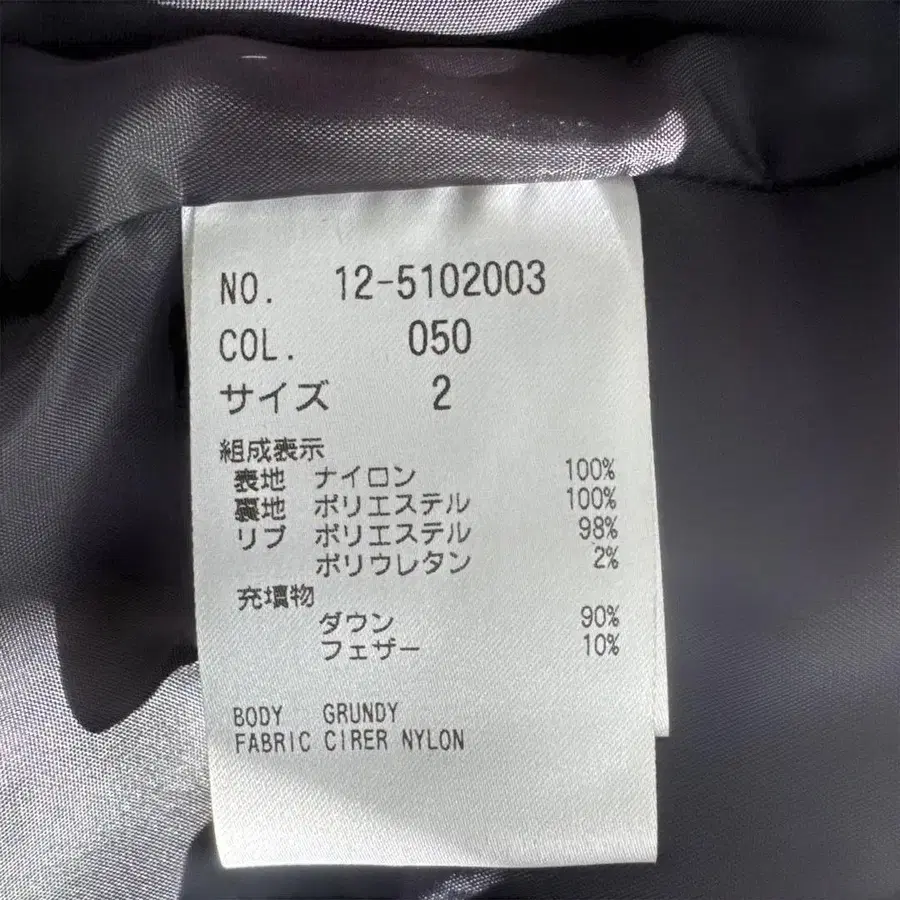 NO. 12-5102003
COL. 050
サイズ 2
組成表示
表地 ナイロン 100%
裏地 ポリエステル 100%
リブ ポリエステル 98%
ポリウレタン 2%
充填物
ダウン 90%
フェザー 10%
BODY GRUNDY
FABRIC CIRER NYLON